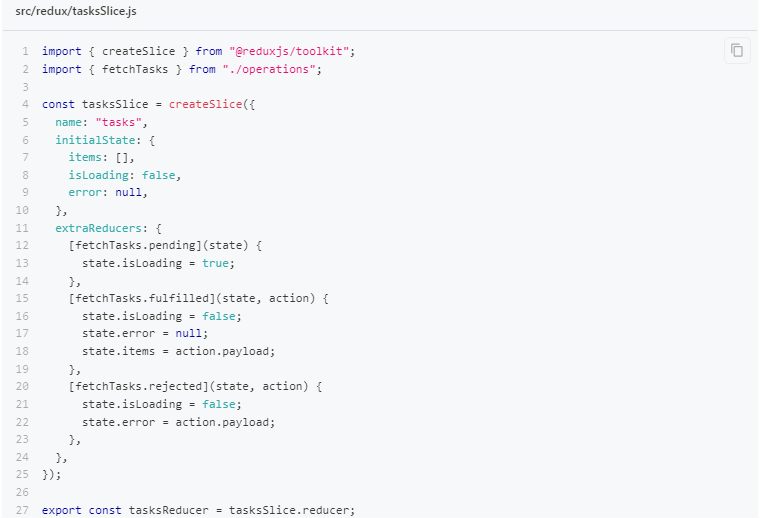 src/redux/tasksSlice.js
1 import { createSlice } from "@reduxjs/toolkit";
2 import { fetchTasks } from "./operations";
3
4 const tasksSlice = createSlice({
5   name: "tasks",
6   initialState: {
7     items: [],
8     isLoading: false,
9     error: null,
10   },
11   extraReducers: {
12     [fetchTasks.pending](state) {
13       state.isLoading = true;
14     },
15     [fetchTasks.fulfilled](state, action) {
16       state.isLoading = false;
17       state.error = null;
18       state.items = action.payload;
19     },
20     [fetchTasks.rejected](state, action) {
21       state.isLoading = false;
22       state.error = action.payload;
23     },
24   },
25 });
26
27 export const tasksReducer = tasksSlice.reducer;